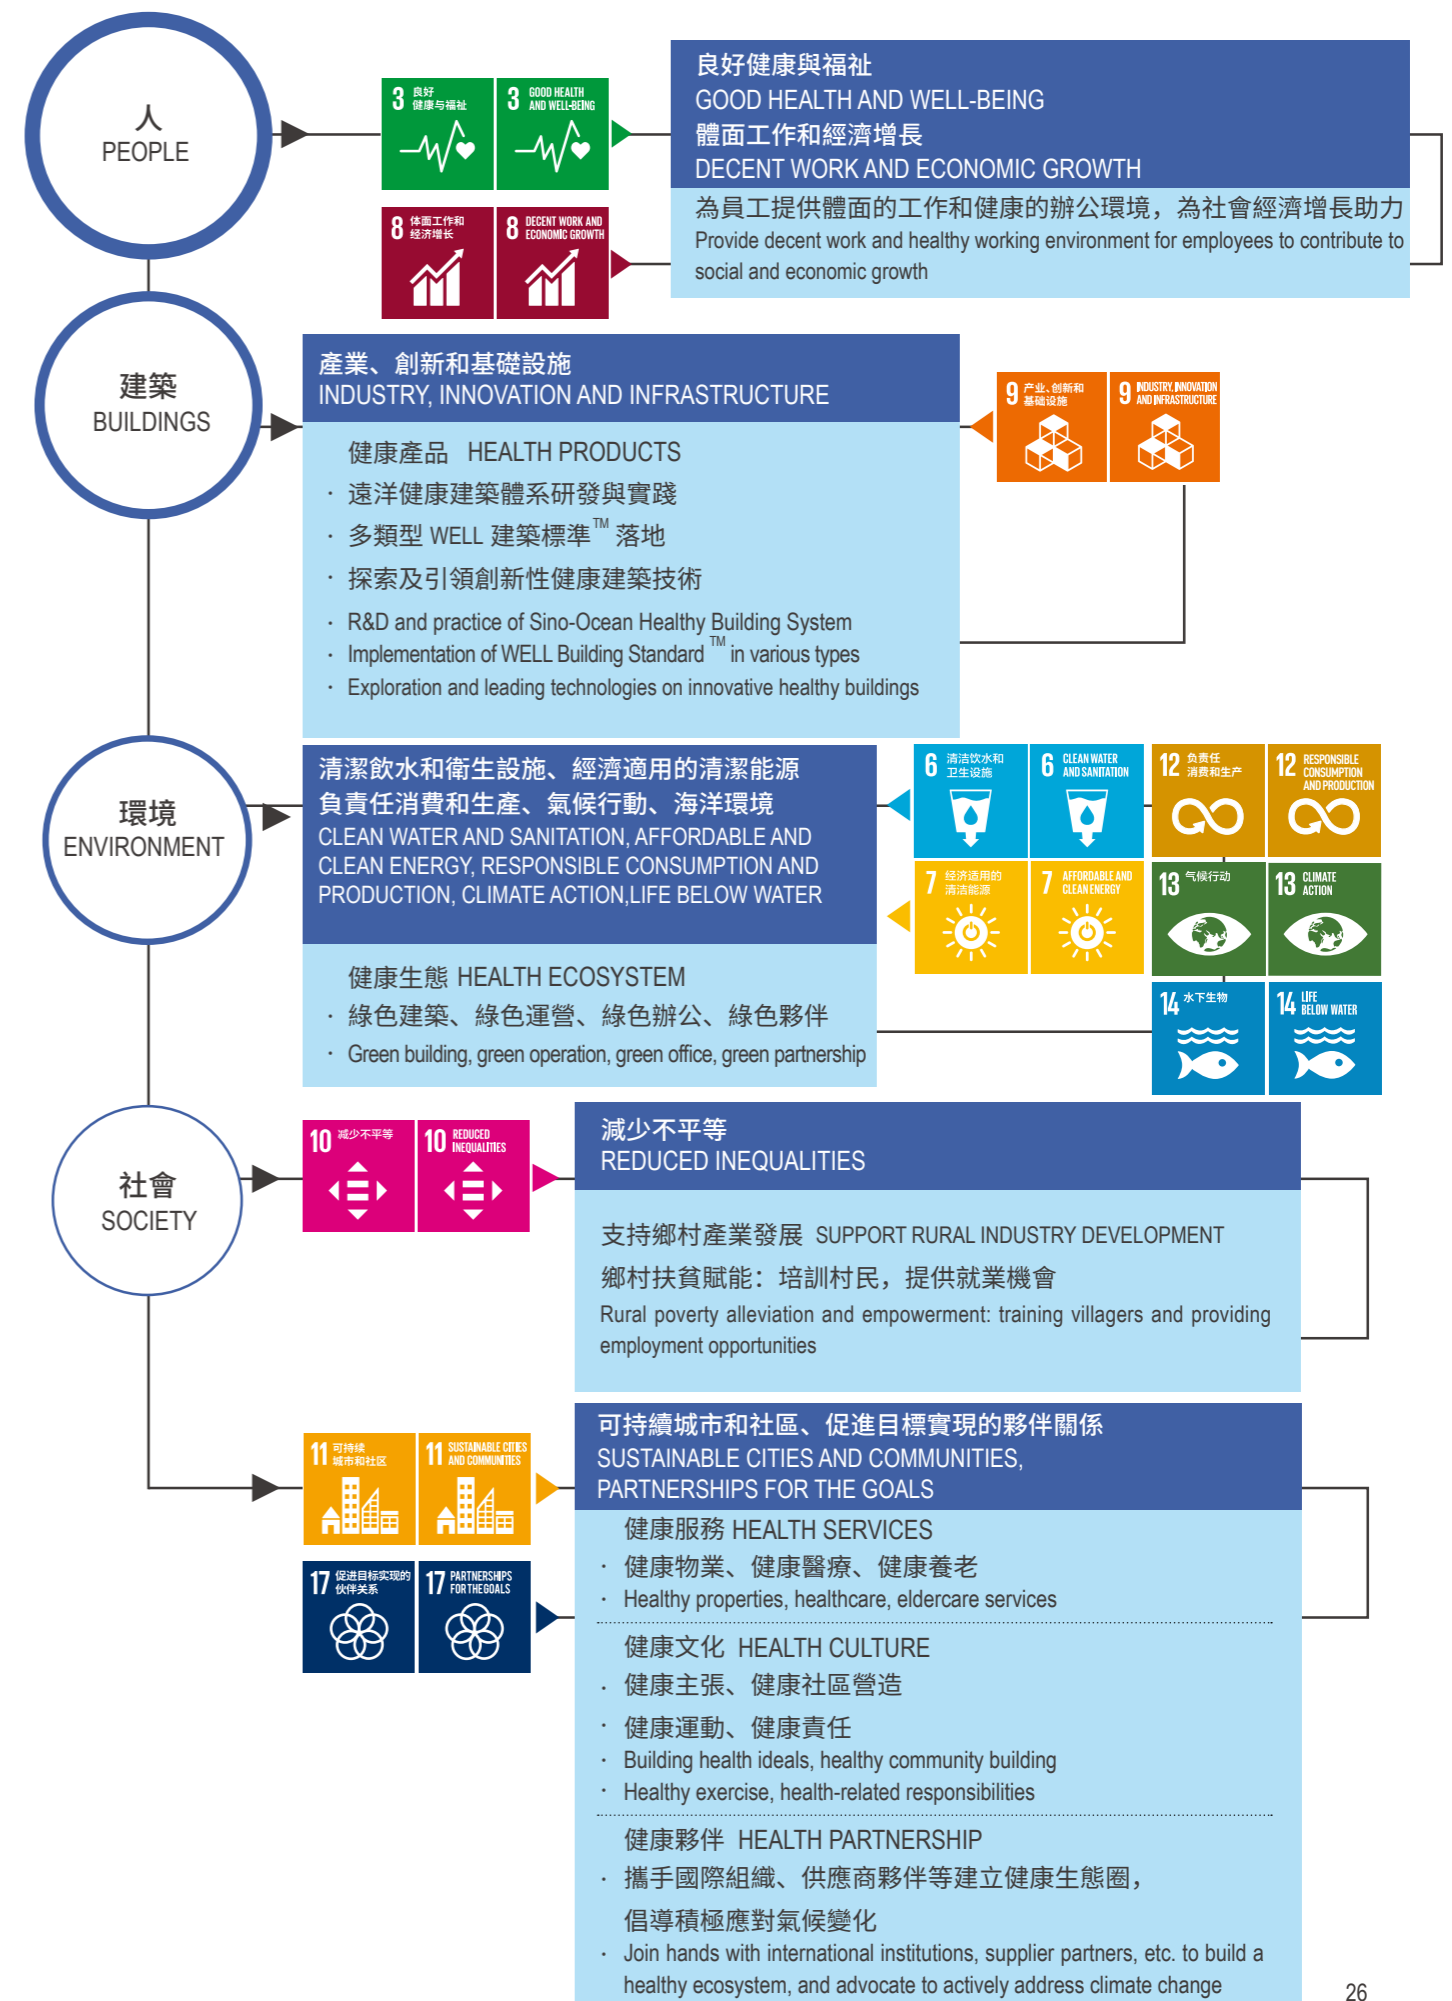 人
PEOPLE
3 良好
健康与福祉
3 GOOD HEALTH
AND WELL-BEING
8 体面工作和
经济增长
8 DECENT WORK AND
ECONOMIC GROWTH
良好健康與福祉
GOOD HEALTH AND WELL-BEING
體面工作和經濟增長
DECENT WORK AND ECONOMIC GROWTH
為員工提供體面的工作和健康的辦公環境，為社會經濟增長助力
Provide decent work and healthy working environment for employees to contribute to
social and economic growth
建築
BUILDINGS
產業、創新和基礎設施
INDUSTRY, INNOVATION AND INFRASTRUCTURE
健康產品 HEALTH PRODUCTS
· 遠洋健康建築體系研發與實踐
· 多類型 WELL 建築標準™ 落地
· 探索及引領創新性健康建築技術
· R&D and practice of Sino-Ocean Healthy Building System
· Implementation of WELL Building Standard ™ in various types
· Exploration and leading technologies on innovative healthy buildings
9 产业、创新和
基础设施
9 INDUSTRY, INNOVATION
AND INFRASTRUCTURE
環境
ENVIRONMENT
清潔飲水和衛生設施、經濟適用的清潔能源
負責任消費和生產、氣候行動、海洋環境
CLEAN WATER AND SANITATION, AFFORDABLE AND
CLEAN ENERGY, RESPONSIBLE CONSUMPTION AND
PRODUCTION, CLIMATE ACTION,LIFE BELOW WATER
健康生態 HEALTH ECOSYSTEM
· 綠色建築、綠色運營、綠色辦公、綠色夥伴
· Green building, green operation, green office, green partnership
6 清洁饮水和
卫生设施
6 CLEAN WATER
AND SANITATION
12 负责任
消费和生产
12 RESPONSIBLE
CONSUMPTION
AND PRODUCTION
7 经济适用的
清洁能源
7 AFFORDABLE AND
CLEAN ENERGY
13 气候行动
13 CLIMATE
ACTION
14 水下生物
14 LIFE
BELOW WATER
社會
SOCIETY
10 减少不平等
10 REDUCED
INEQUALITIES
減少不平等
REDUCED INEQUALITIES
支持鄉村產業發展 SUPPORT RURAL INDUSTRY DEVELOPMENT
鄉村扶貧賦能：培訓村民，提供就業機會
Rural poverty alleviation and empowerment: training villagers and providing
employment opportunities
11 可持续
城市和社区
11 SUSTAINABLE CITIES
AND COMMUNITIES
17 促进目标实现的
伙伴关系
17 PARTNERSHIPS
FOR THE GOALS
可持續城市和社區、促進目標實現的夥伴關係
SUSTAINABLE CITIES AND COMMUNITIES,
PARTNERSHIPS FOR THE GOALS
健康服務 HEALTH SERVICES
· 健康物業、健康醫療、健康養老
· Healthy properties, healthcare, eldercare services
健康文化 HEALTH CULTURE
· 健康主張、健康社區營造
· 健康運動、健康責任
· Building health ideals, healthy community building
· Healthy exercise, health-related responsibilities
健康夥伴 HEALTH PARTNERSHIP
· 攜手國際組織、供應商夥伴等建立健康生態圈，
倡導積極應對氣候變化
· Join hands with international institutions, supplier partners, etc. to build a
healthy ecosystem, and advocate to actively address climate change
26